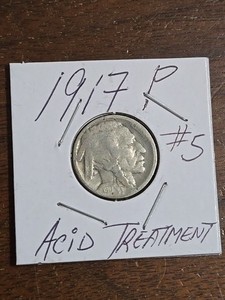 1917 P
#5
ACiD TREATMENT